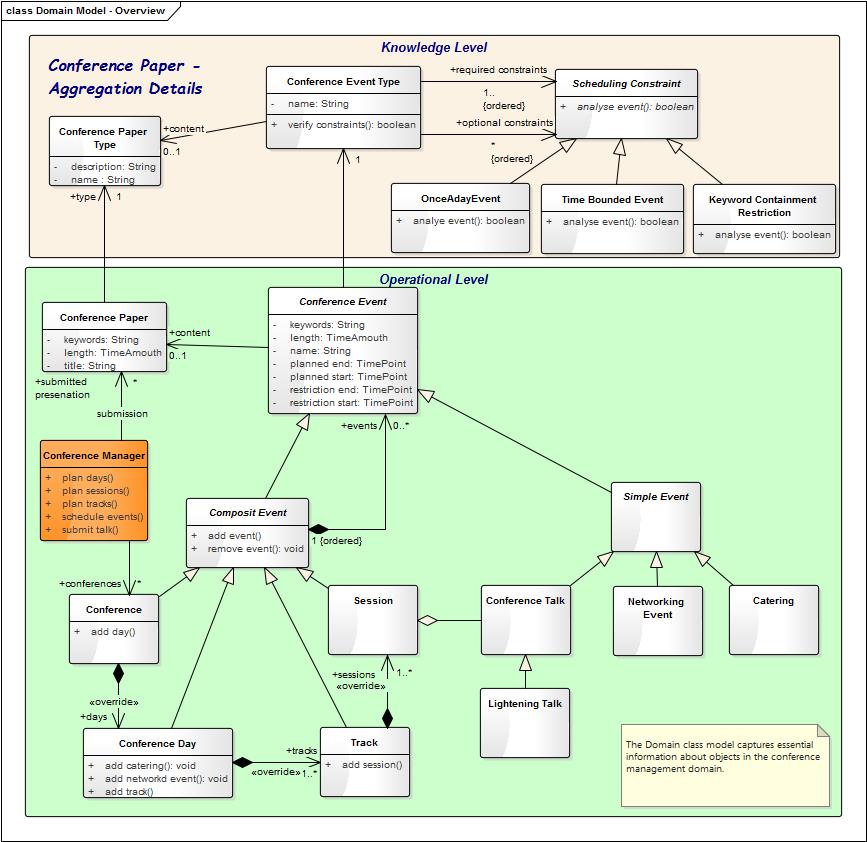 class Domain Model - Overview
Knowledge Level
Conference Paper -
Aggregation Details
Conference Event Type
- name: String
+ verify constraints(): boolean
+required constraints
1..
{ordered}
+optional constraints
*
{ordered}
Scheduling Constraint
+ analyse event(): boolean
Conference Paper
Type
- description: String
- name : String
+content
0..1
+type
1
1
OnceAdayEvent
+ analye event(): boolean
Time Bounded Event
+ analyse event(): boolean
Keyword Containment
Restriction
+ analyse event(): boolean
Operational Level
Conference Event
- keywords: String
- length: TimeAmouth
- name: String
- planned end: TimePoint
- planned start: TimePoint
- restriction end: TimePoint
- restriction start: TimePoint
Conference Paper
- keywords: String
- length: TimeAmouth
- title: String
+content
0..1
+submitted
presenation
*
submission
+events
0..*
Conference Manager
+ plan days()
+ plan sessions()
+ plan tracks()
+ schedule events()
+ submit talk()
Composit Event
+ add event()
+ remove event(): void
1 {ordered}
Simple Event
+conferences
*
Conference
+ add day()
Session
Conference Talk
Networking
Event
Catering
«override»
+days
+sessions
1..*
«override»
Lightening Talk
Conference Day
+ add catering(): void
+ add networkd event(): void
+ add track()
+tracks
«override»
1..*
Track
+ add session()
The Domain class model captures essential
information about objects in the conference
management domain.